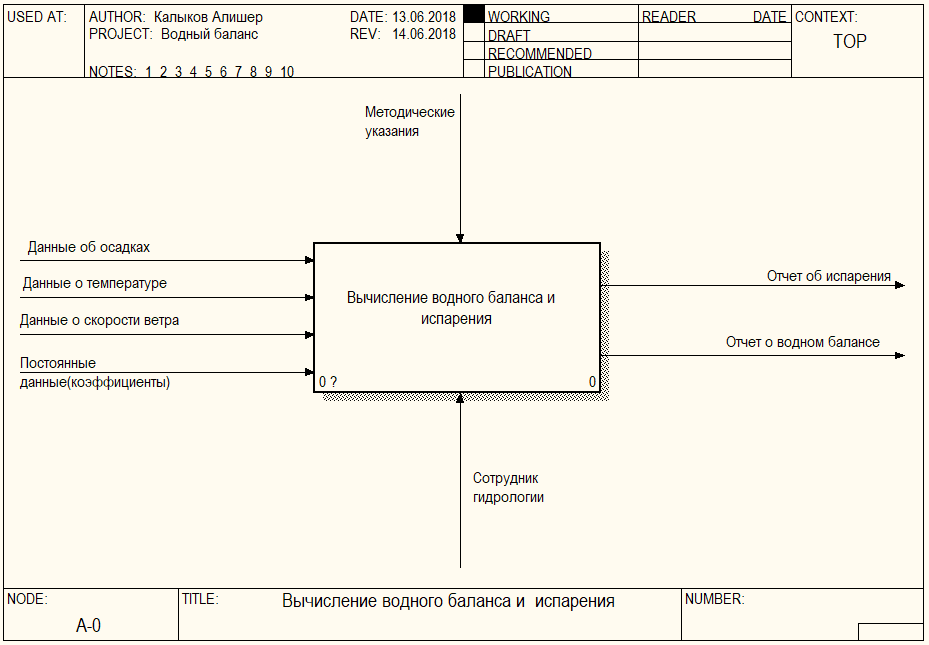 USED AT:
AUTHOR: Калыков Алишер
DATE: 13.06.2018
PROJECT: Водный баланс
REV: 14.06.2018
NOTES: 1 2 3 4 5 6 7 8 9 10
WORKING
DRAFT
RECOMMENDED
PUBLICATION
READER DATE
CONTEXT:
TOP
Методические
указания
Данные об осадках
Данные о температуре
Данные о скорости ветра
Постоянные
данные(коэффициенты)
Вычисление водного баланса и
испарения
0 ?
0
Отчет об испарения
Отчет о водном балансе
Сотрудник
гидрологии
NODE:
A-0
TITLE:
Вычисление водного баланса и испарения
NUMBER: